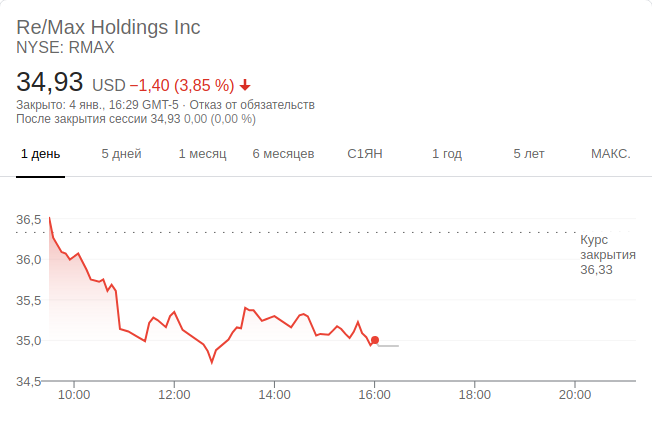 Re/Max Holdings Inc
NYSE: RMAX
34,93 USD −1,40 (3,85 %)
Закрыто: 4 янв., 16:29 GMT-5 · Отказ от обязательств
После закрытия сессии 34,93 0,00 (0,00 %)
1 день 5 дней 1 месяц 6 месяцев С1ЯН 1 год 5 лет МАКС.
36,5
Курс
закрытия
36,33
36,0
35,5
35,0
34,5
10:00 12:00 14:00 16:00 18:00 20:00